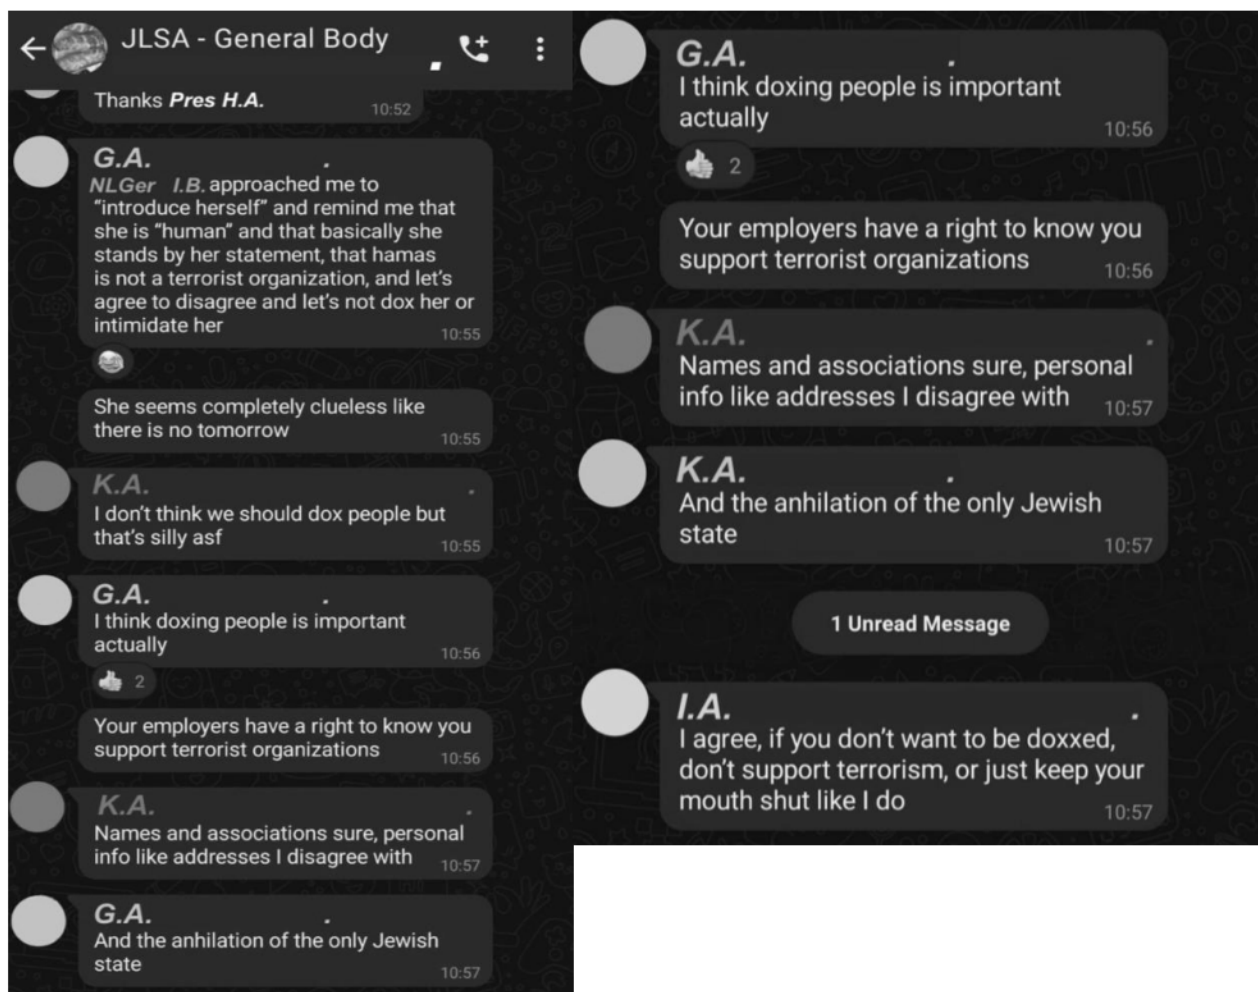 JLSA - General Body
Thanks Pres H.A.
10:52
G.A.
NLGer I.B. approached me to
“introduce herself” and remind me that
she is “human” and that basically she
stands by her statement, that hamas
is not a terrorist organization, and let’s
agree to disagree and let’s not dox her or
intimidate her
10:55
She seems completely clueless like
there is no tomorrow
10:55
K.A.
I don’t think we should dox people but
that’s silly asf
10:55
G.A.
I think doxing people is important
actually
10:56
2
Your employers have a right to know you
support terrorist organizations
10:56
K.A.
Names and associations sure, personal
info like addresses I disagree with
10:57
G.A.
And the anhilation of the only Jewish
state
10:57
G.A.
I think doxing people is important
actually
10:56
2
Your employers have a right to know you
support terrorist organizations
10:56
K.A.
Names and associations sure, personal
info like addresses I disagree with
10:57
K.A.
And the anhilation of the only Jewish
state
10:57
1 Unread Message
I.A.
I agree, if you don’t want to be doxxed,
don’t support terrorism, or just keep your
mouth shut like I do
10:57